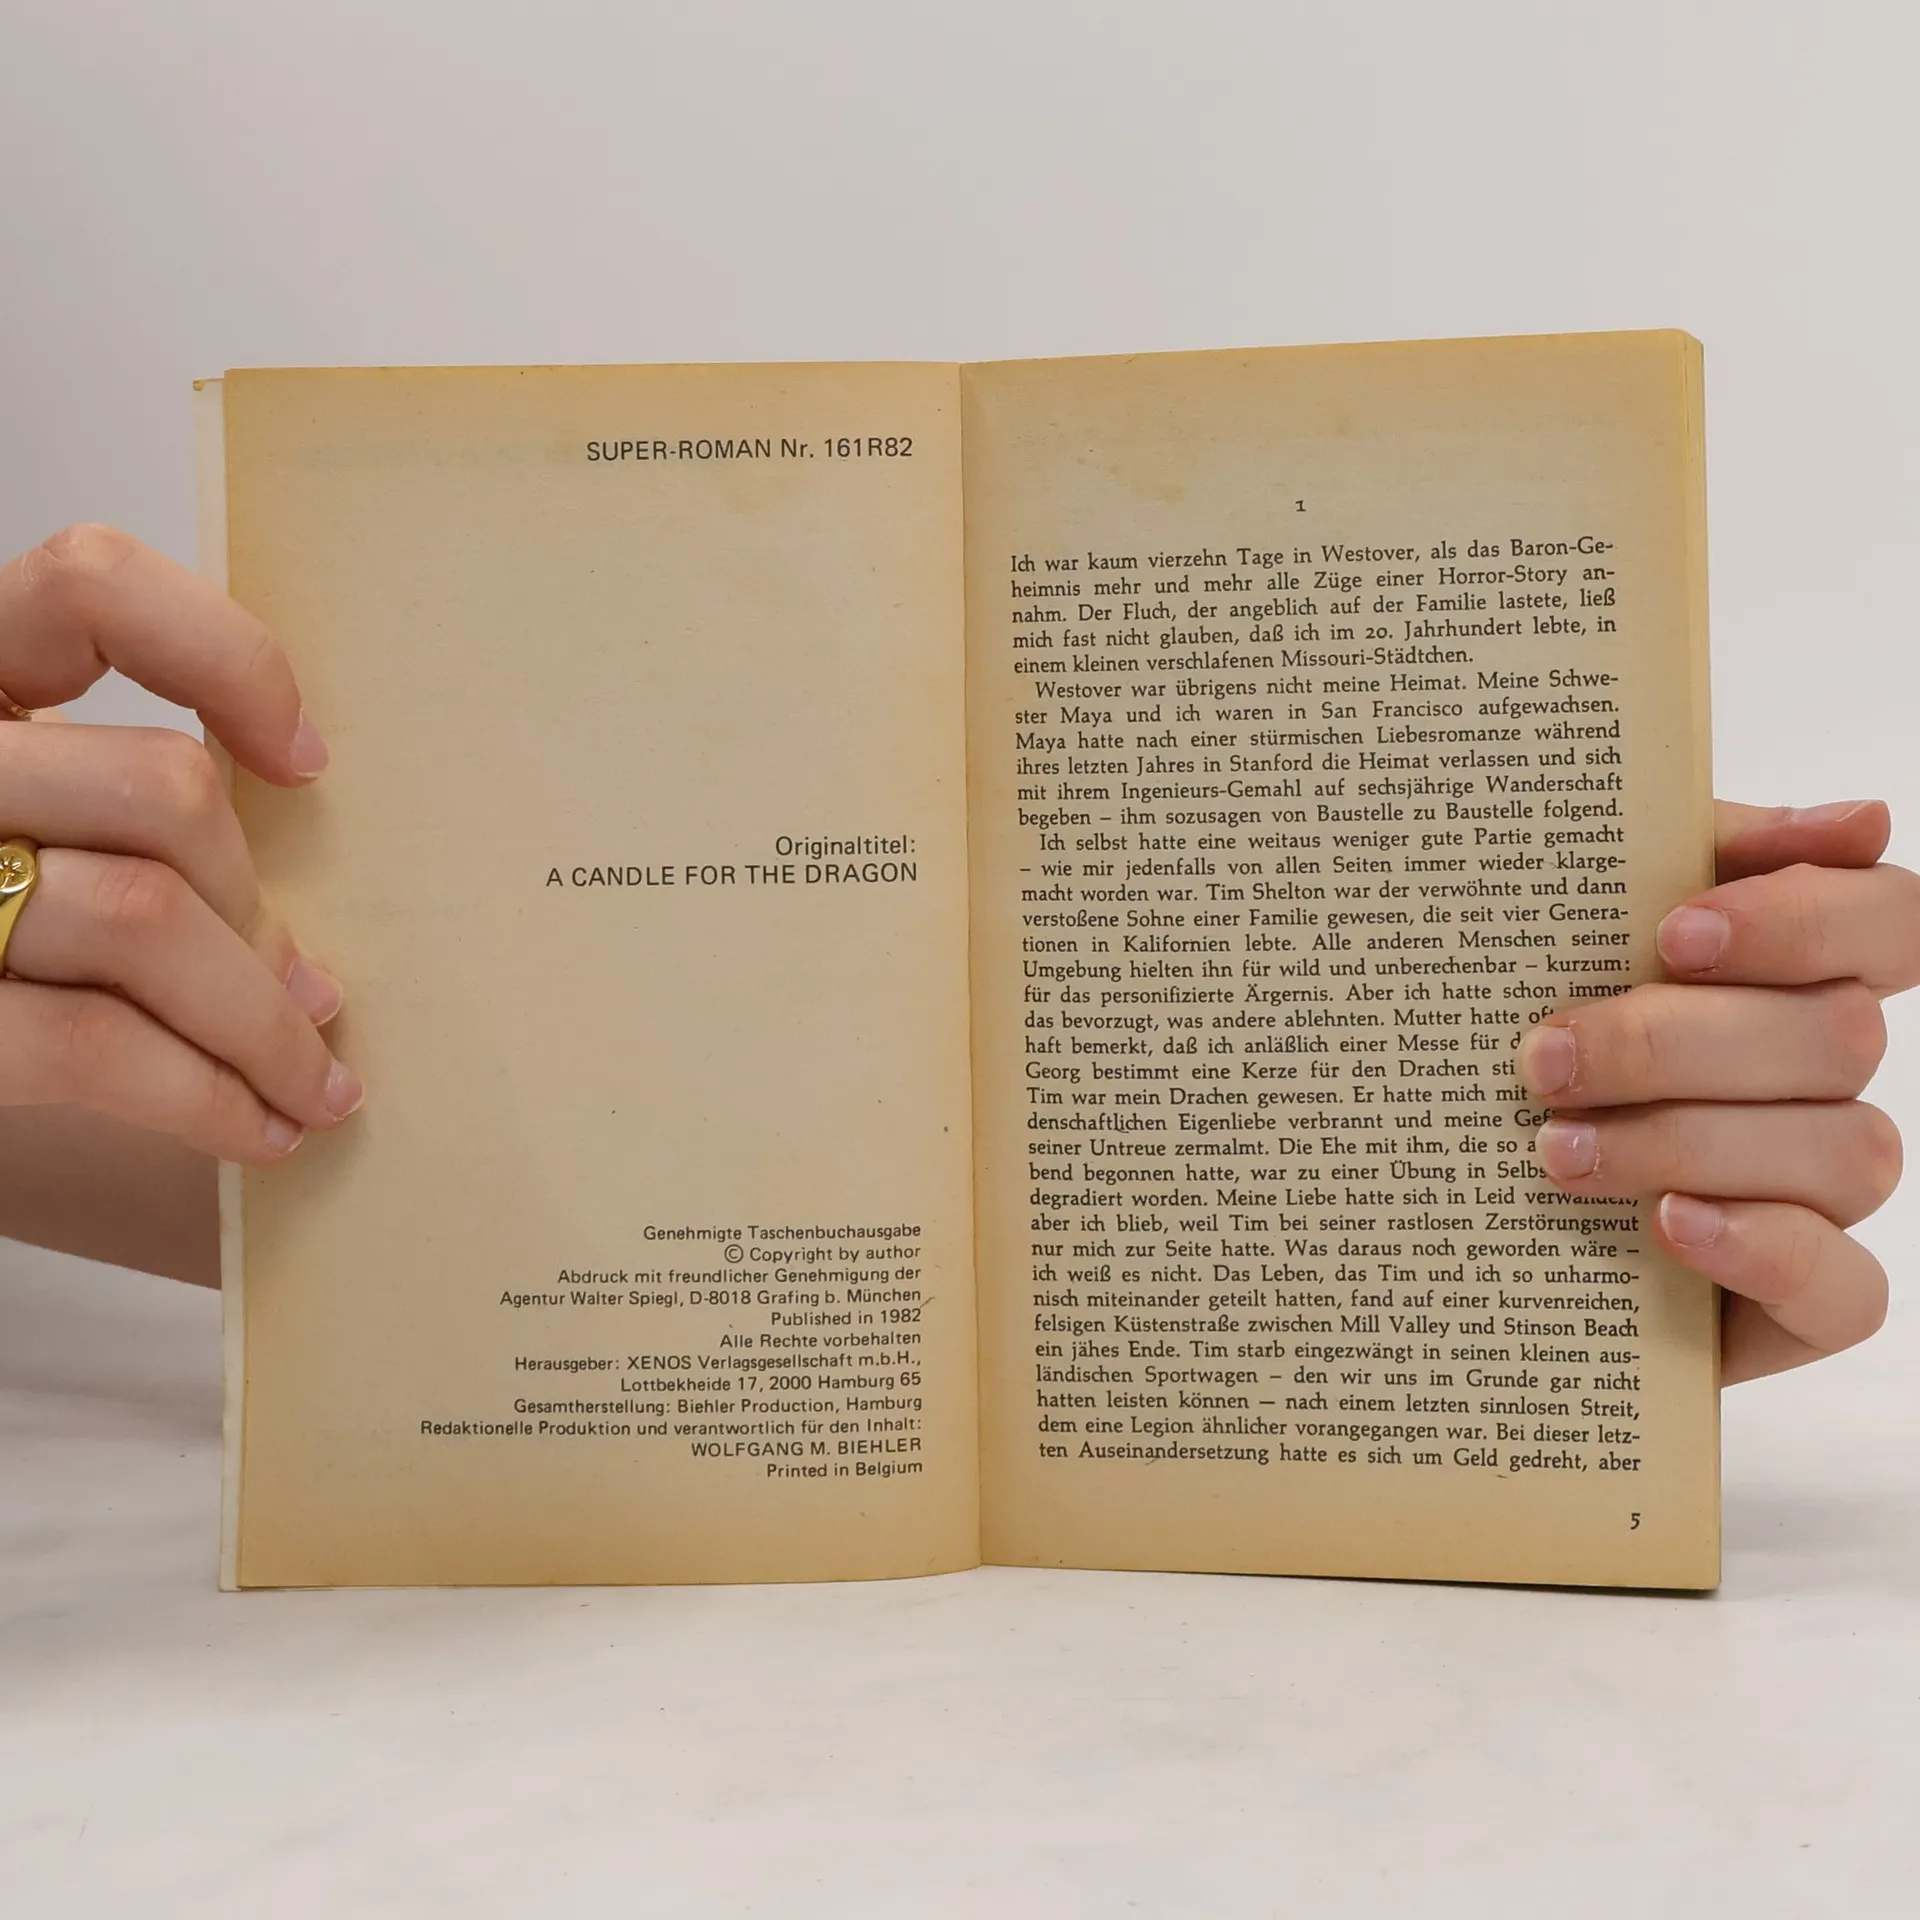 SUPER-ROMAN Nr. 161R82
Originaltitel:
A CANDLE FOR THE DRAGON
Genehmigte Taschenbuchausgabe
© Copyright by author
Abdruck mit freundlicher Genehmigung der
Agentur Walter Spiegl, D-8018 Grafing b. München
Published in 1982
Alle Rechte vorbehalten
Herausgeber: XENOS Verlagsgesellschaft m.b.H.,
Lottbekheide 17, 2000 Hamburg 65
Gesamtherstellung: Biehler Production, Hamburg
Redaktionelle Produktion und verantwortlich für den Inhalt:
WOLFGANG M. BIEHLER
Printed in Belgium
1
Ich war kaum vierzehn Tage in Westover, als das Baron-Ge-
heimnis mehr und mehr alle Züge einer Horror-Story an-
nahm. Der Fluch, der angeblich auf der Familie lastete, ließ
mich fast nicht glauben, daß ich im 20. Jahrhundert lebte, in
einem kleinen verschlafenen Missouri-Städtchen.
Westover war übrigens nicht meine Heimat. Meine Schwe-
ster Maya und ich waren in San Francisco aufgewachsen.
Maya hatte nach einer stürmischen Liebesromanze während
ihres letzten Jahres in Stanford die Heimat verlassen und sich
mit ihrem Ingenieurs-Gemahl auf sechsjährige Wanderschaft
begeben – ihm sozusagen von Baustelle zu Baustelle folgend.
Ich selbst hatte eine weitaus weniger gute Partie gemacht
– wie mir jedenfalls von allen Seiten immer wieder klarge-
macht worden war. Tim Shelton war der verwöhnte und dann
verstoßene Sohne einer Familie gewesen, die seit vier Genera-
tionen in Kalifornien lebte. Alle anderen Menschen seiner
Umgebung hielten ihn für wild und unberechenbar – kurzum:
für das personifizierte Ärgernis. Aber ich hatte schon immer
das bevorzugt, was andere ablehnten. Mutter hatte
haft bemerkt, daß ich anläßlich einer Messe für
Georg bestimmt eine Kerze für den Drachen
Tim war mein Drachen gewesen. Er hatte mich mit
denschaftlichen Eigenliebe verbrannt und meine
seiner Untreue zermalmt. Die Ehe mit ihm, die so
bend begonnen hatte, war zu einer Übung in
degradiert worden. Meine Liebe hatte sich in Leid verwandelt,
aber ich blieb, weil Tim bei seiner rastlosen Zerstörungswut
nur mich zur Seite hatte. Was daraus noch geworden wäre –
ich weiß es nicht. Das Leben, das Tim und ich so unharmo-
nisch miteinander geteilt hatten, fand auf einer kurvenreichen,
felsigen Küstenstraße zwischen Mill Valley und Stinson Beach
ein jähes Ende. Tim starb eingezwängt in seinen kleinen aus-
ländischen Sportwagen – den wir uns im Grunde gar nicht
hatten leisten können – nach einem letzten sinnlosen Streit,
dem eine Legion ähnlicher vorangegangen war. Bei dieser letz-
ten Auseinandersetzung hatte es sich um Geld gedreht, aber
5